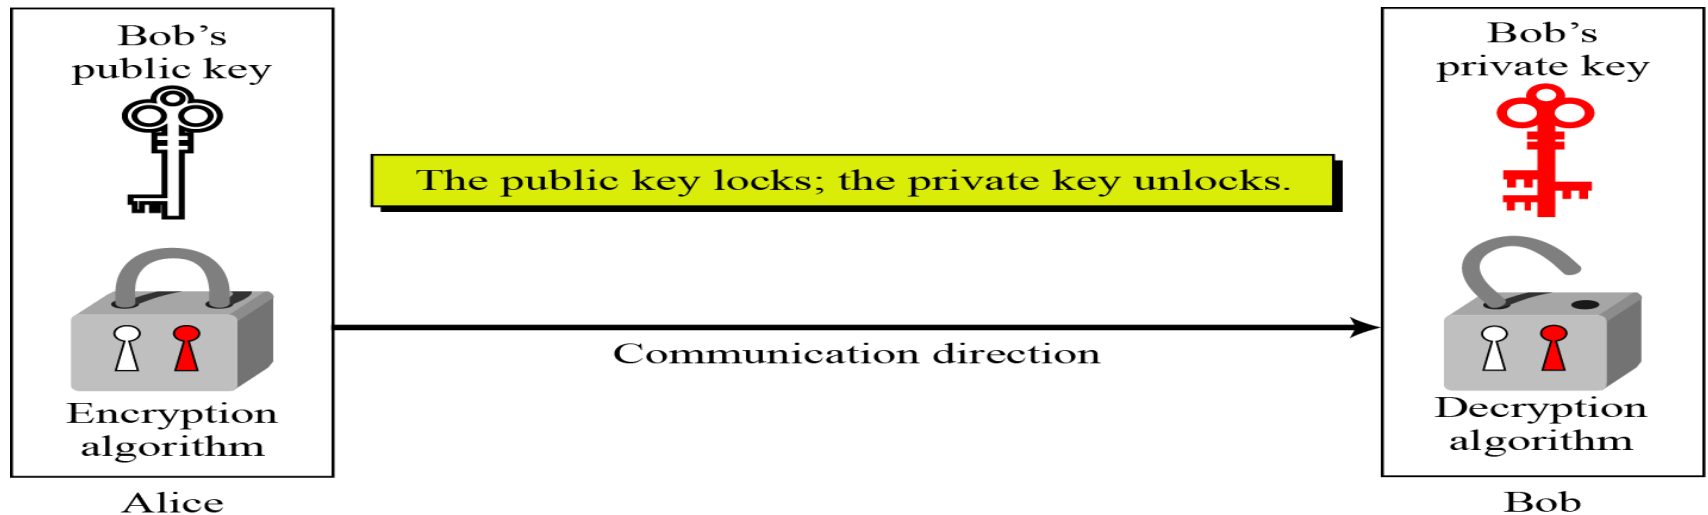 Bob’s
public key
Encryption
algorithm
Alice
The public key locks; the private key unlocks.
Communication direction
Bob’s
private key
Decryption
algorithm
Bob